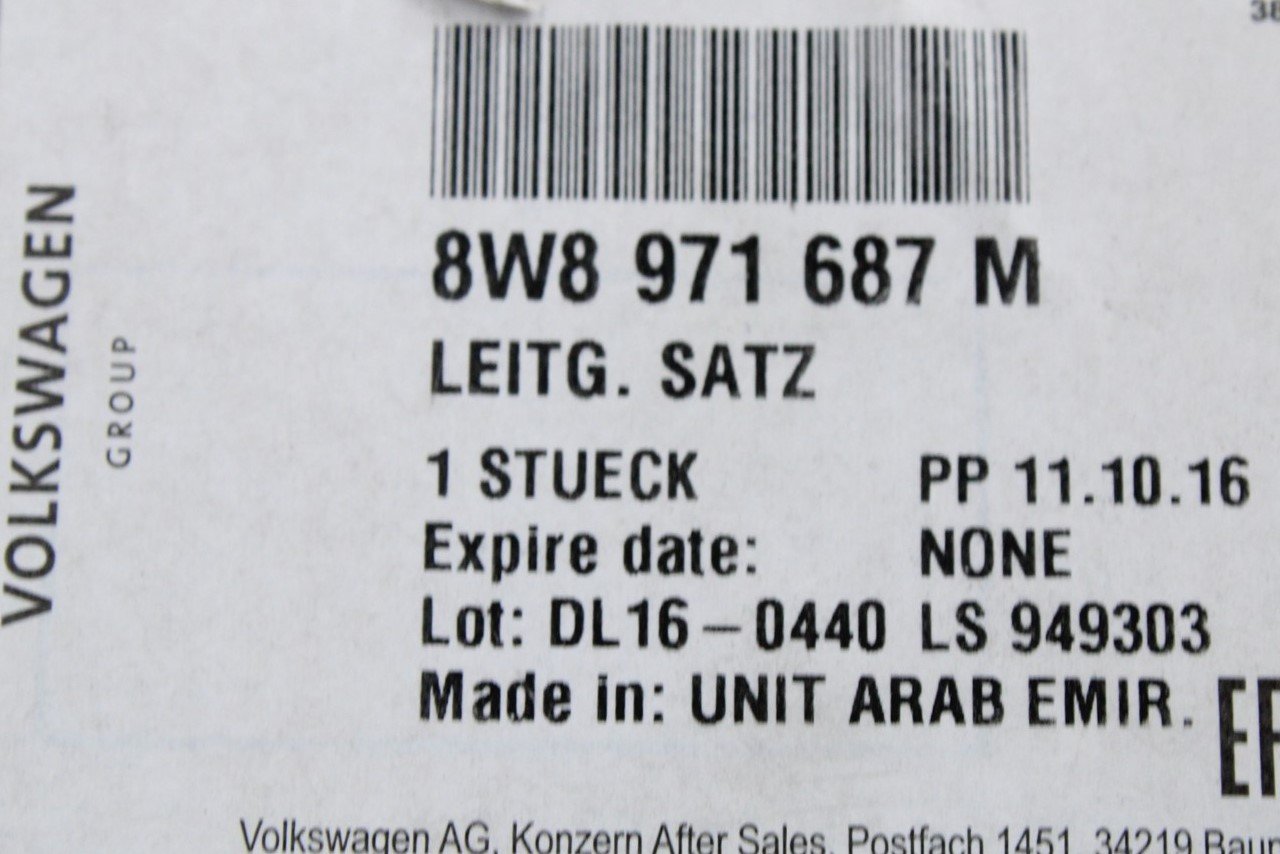 38
8W8 971 687 M
LEITG. SATZ
1 STUECK PP 11.10.16
Expire date: NONE
Lot: DL16-0440 LS 949303
Made in: UNIT ARAB EMIR.
Volkswagen AG, Konzern After Sales, Postfach 1451, 34219
VOLKSWAGEN
GROUP